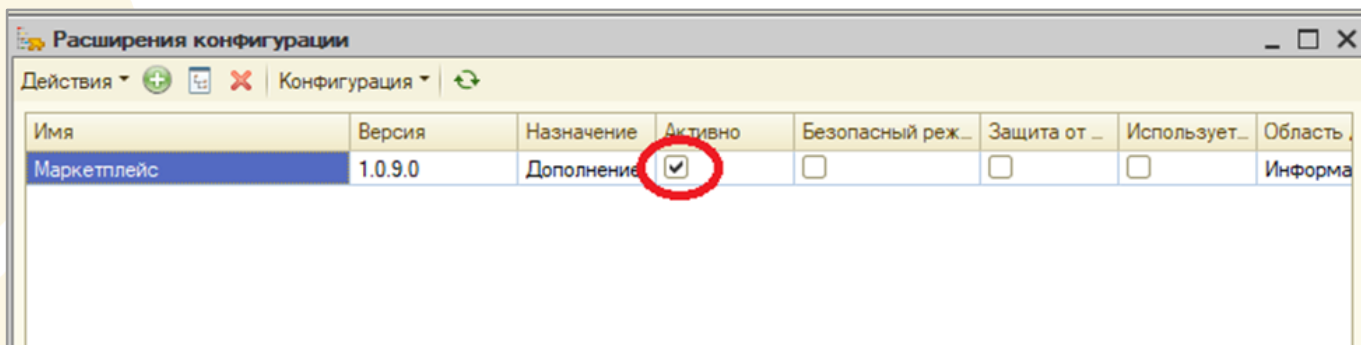 Расширения конфигурации
Действия Конфигурация
Имя Версия Назначение Активно Безопасный реж... Защита от ... Использует... Область
Маркетплейс 1.0.9.0 Дополнение Информа